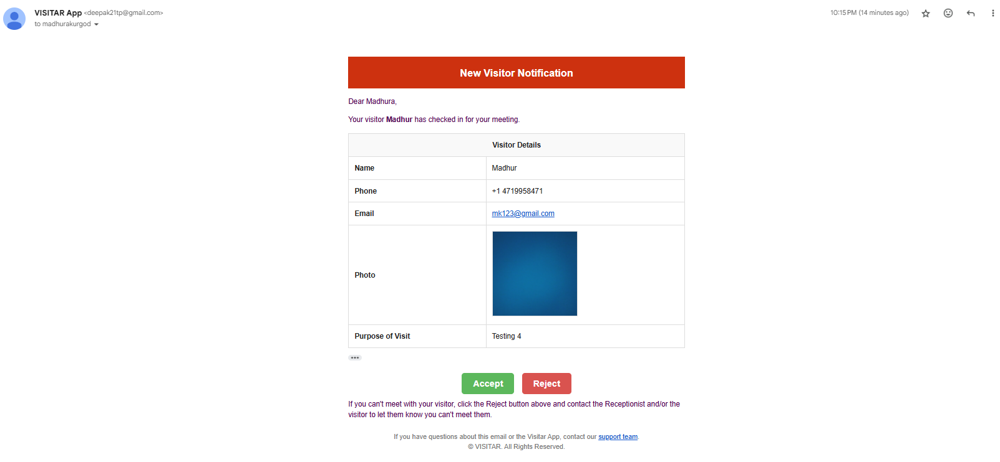 VISITAR App <deepak21tp@gmail.com>
10:15 PM (14 minutes ago)
to madhurakurgod
New Visitor Notification
Dear Madhura,
Your visitor Madhur has checked in for your meeting.
Visitor Details
Name Madhur
Phone +1 4719958471
Email mk123@gmail.com
Photo
Purpose of Visit Testing 4
Accept Reject
If you can't meet with your visitor, click the Reject button above and contact the Receptionist and/or the
visitor to let them know you can't meet them.
If you have questions about this email or the Visitar App, contact our support team.
© VISITAR. All Rights Reserved.